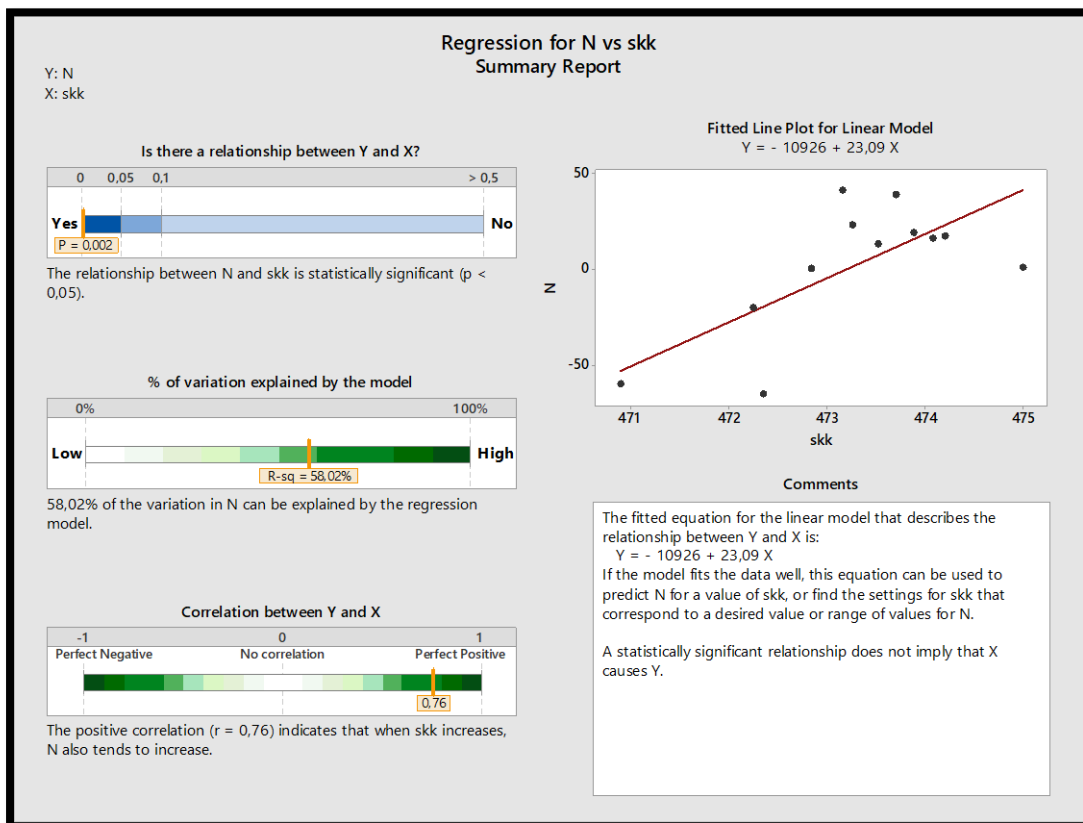 Regression for N vs skk
Summary Report
Y: N
X: skk
Is there a relationship between Y and X?
0 0,05 0,1 > 0,5
Yes No
P = 0,002
The relationship between N and skk is statistically significant (p <
0,05).
% of variation explained by the model
0% 100%
Low High
R-sq = 58,02%
58,02% of the variation in N can be explained by the regression
model.
Correlation between Y and X
-1 0 1
Perfect Negative No correlation Perfect Positive
0,76
The positive correlation (r = 0,76) indicates that when skk increases,
N also tends to increase.
Fitted Line Plot for Linear Model
Y = - 10926 + 23,09 X
50
0
-50
N
471 472 473 474 475
skk
Comments
The fitted equation for the linear model that describes the
relationship between Y and X is:
Y = - 10926 + 23,09 X
If the model fits the data well, this equation can be used to
predict N for a value of skk, or find the settings for skk that
correspond to a desired value or range of values for N.
A statistically significant relationship does not imply that X
causes Y.